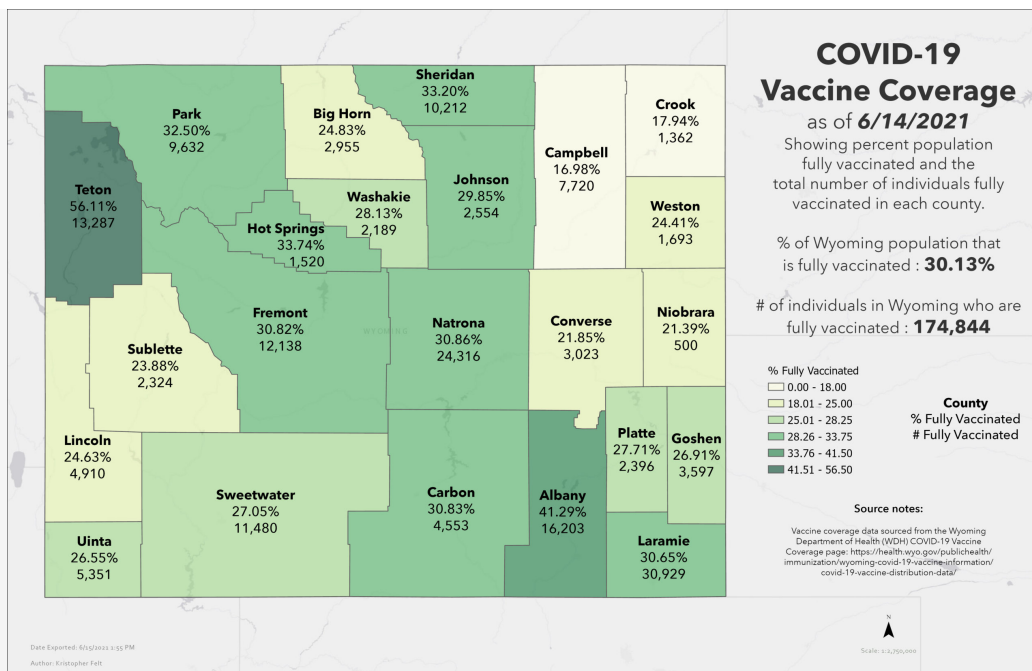 COVID-19
Vaccine Coverage
as of 6/14/2021
Showing percent population
fully vaccinated and the
total number of individuals fully
vaccinated in each county.
% of Wyoming population that
is fully vaccinated : 30.13%
# of individuals in Wyoming who are
fully vaccinated : 174,844
% Fully Vaccinated
0.00 - 18.00
18.01 - 25.00
25.01 - 28.25
28.26 - 33.75
33.76 - 41.50
41.51 - 56.50
County
% Fully Vaccinated
# Fully Vaccinated
Source notes:
Vaccine coverage data sourced from the Wyoming
Department of Health (WDH) COVID-19 Vaccine
Coverage page: https://health.wyo.gov/publichealth/
immunization/wyoming-covid-19-vaccine-information/
covid-19-vaccine-distribution-data/
N
Scale: 1:2,750,000
Park
32.50%
9,632
Big Horn
24.83%
2,955
Sheridan
33.20%
10,212
Campbell
16.98%
7,720
Crook
17.94%
1,362
Teton
56.11%
13,287
Washakie
28.13%
2,189
Johnson
29.85%
2,554
Weston
24.41%
1,693
Hot Springs
33.74%
1,520
Fremont
30.82%
12,138
WYOMING
Natrona
30.86%
24,316
Converse
21.85%
3,023
Niobrara
21.39%
500
Sublette
23.88%
2,324
Lincoln
24.63%
4,910
Sweetwater
27.05%
11,480
Carbon
30.83%
4,553
Albany
41.29%
16,203
Platte
27.71%
2,396
Goshen
26.91%
3,597
Uinta
26.55%
5,351
Laramie
30.65%
30,929
Date Exported: 6/15/2021 2:55 PM
Author: Kristopher Felt